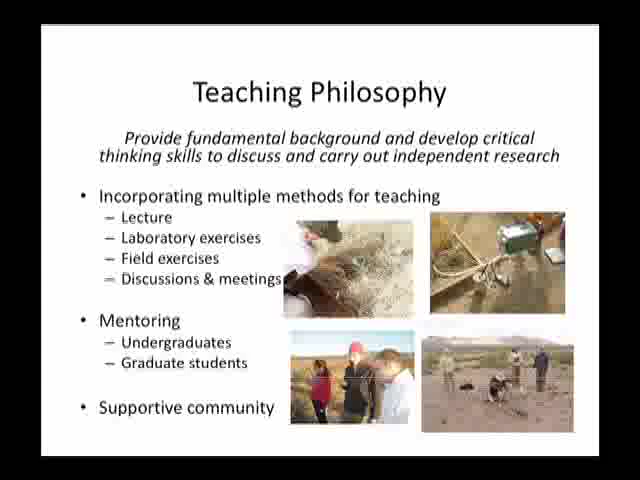 Teaching Philosophy
Provide fundamental background and develop critical
thinking skills to discuss and carry out independent research
• Incorporating multiple methods for teaching
– Lecture
– Laboratory exercises
– Field exercises
– Discussions & meetings
• Mentoring
– Undergraduates
– Graduate students
• Supportive community